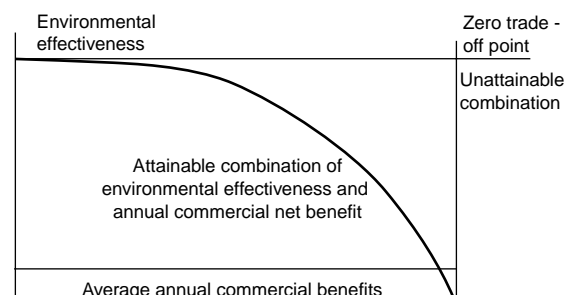 Environmental
effectiveness
Zero trade -
off point
Unattainable
combination
Attainable combination of
environmental effectiveness and
annual commercial net benefit
Average annual commercial benefits